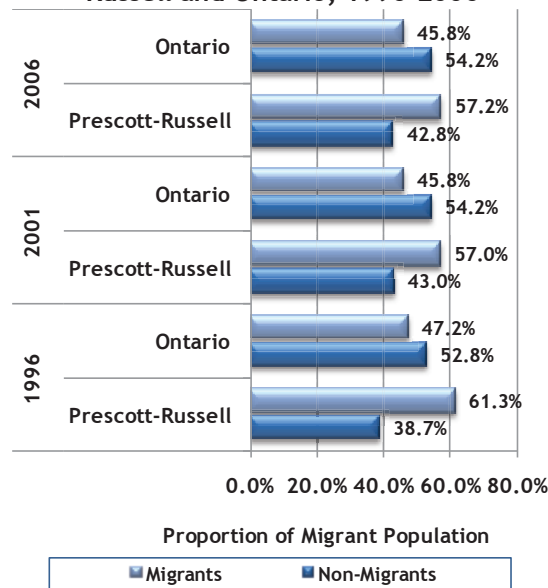 Russell and Ontario, 1996-2006
2006
Ontario
45.8%
54.2%
Prescott-Russell
57.2%
42.8%
2001
Ontario
45.8%
54.2%
Prescott-Russell
57.0%
43.0%
1996
Ontario
47.2%
52.8%
Prescott-Russell
61.3%
38.7%
0.0% 20.0% 40.0% 60.0% 80.0%
Proportion of Migrant Population
Migrants Non-Migrants